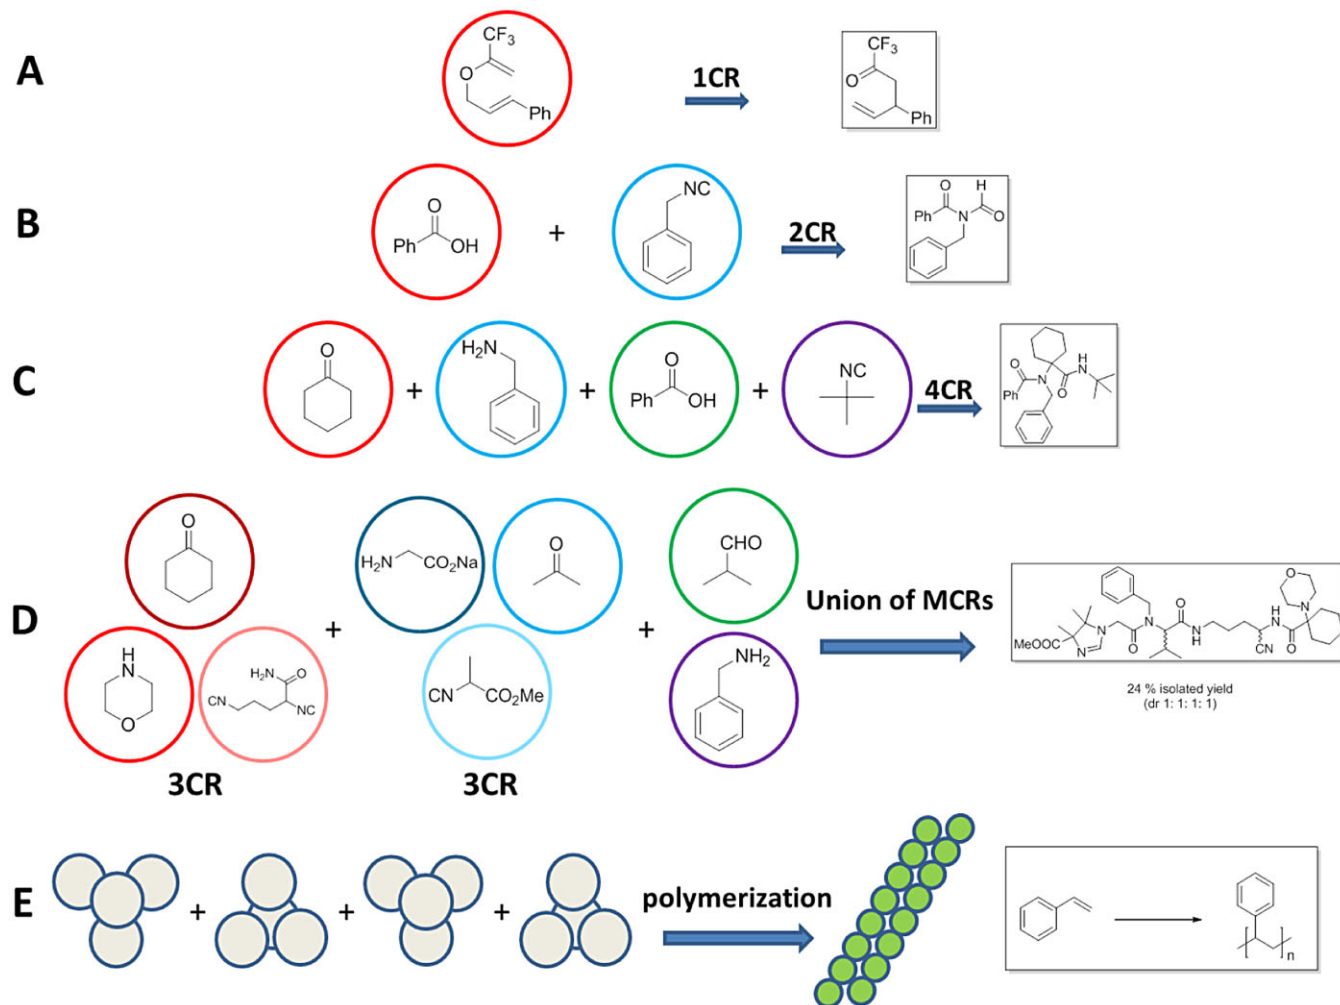 A
CF₃
O
Ph
1CR
CF₃
O
Ph
B
O
Ph
OH
+
NC
2CR
O
H
Ph
N
O
C
O
+
H₂N
+
O
Ph
OH
+
NC
4CR
O
H
N
N
Ph
O
D
O
H
N
O
H₂N
O
CN
NC
3CR
+
H₂N
CO₂Na
O
CN
CO₂Me
3CR
+
CHO
NH₂
Union of MCRs
O
N
O
H
N
N
N
H
N
O
O
O
MeO₂C
N
CN
24 % isolated yield
(dr 1: 1: 1: 1)
E
+
+
+
polymerization
n